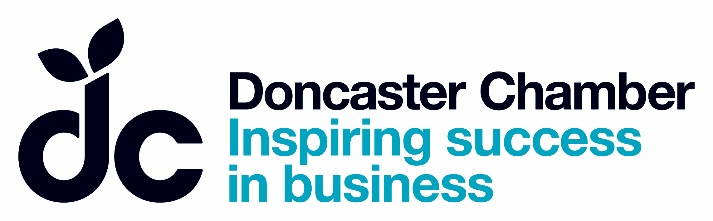 dc
Doncaster Chamber
Inspiring success
in business